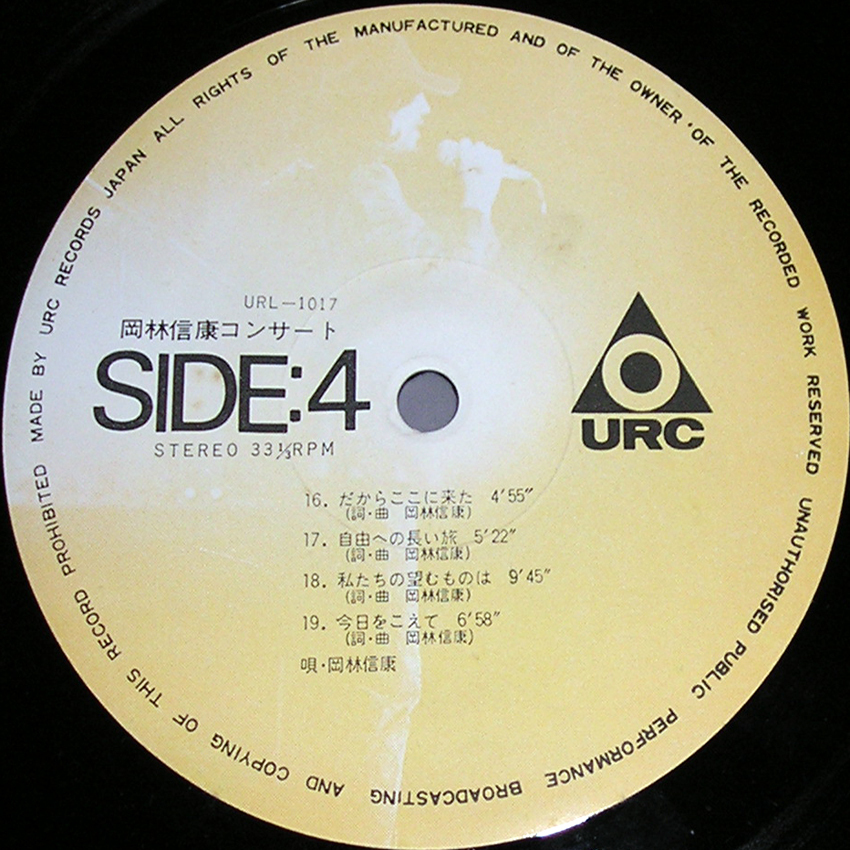 MADE BY URC RECORDS JAPAN ALL RIGHTS OF THE MANUFACTURED AND OF THE OWNER OF THE RECORDED WORK RESERVED UNAUTHORISED PUBLIC PERFORMANCE BROADCASTING AND COPYING OF THIS RECORD PROHIBITED
URL-1017
岡林信康コンサート
SIDE:4
STEREO 33⅓RPM
URC
16. だからここに来た 4′55″
(詞・曲 岡林信康)
17. 自由への長い旅 5′22″
(詞・曲 岡林信康)
18. 私たちの望むものは 9′45″
(詞・曲 岡林信康)
19. 今日をこえて 6′58″
(詞・曲 岡林信康)
唄・岡林信康